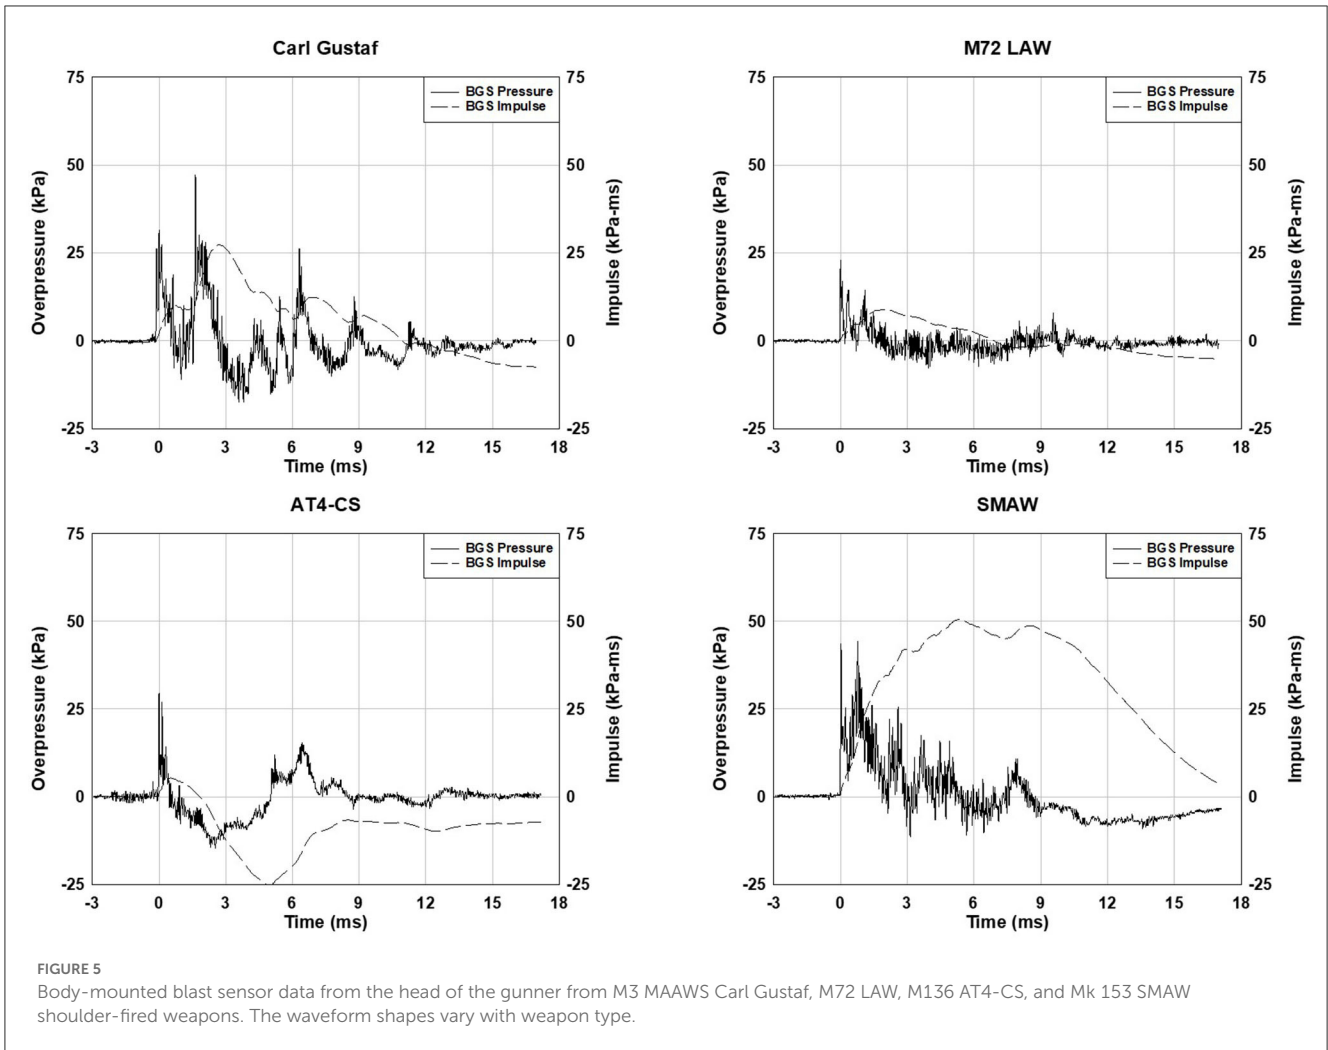 Carl Gustaf
75
50
25
0
-25
Overpressure (kPa)
BGS Pressure
BGS Impulse
75
50
25
0
-25
Impulse (kPa-ms)
-3 0 3 6 9 12 15 18
Time (ms)
M72 LAW
75
50
25
0
-25
Overpressure (kPa)
BGS Pressure
BGS Impulse
75
50
25
0
-25
Impulse (kPa-ms)
-3 0 3 6 9 12 15 18
Time (ms)
AT4-CS
75
50
25
0
-25
Overpressure (kPa)
BGS Pressure
BGS Impulse
75
50
25
0
-25
Impulse (kPa-ms)
-3 0 3 6 9 12 15 18
Time (ms)
SMAW
75
50
25
0
-25
Overpressure (kPa)
BGS Pressure
BGS Impulse
75
50
25
0
-25
Impulse (kPa-ms)
-3 0 3 6 9 12 15 18
Time (ms)
FIGURE 5
Body-mounted blast sensor data from the head of the gunner from M3 MAAWS Carl Gustaf, M72 LAW, M136 AT4-CS, and Mk 153 SMAW
shoulder-fired weapons. The waveform shapes vary with weapon type.